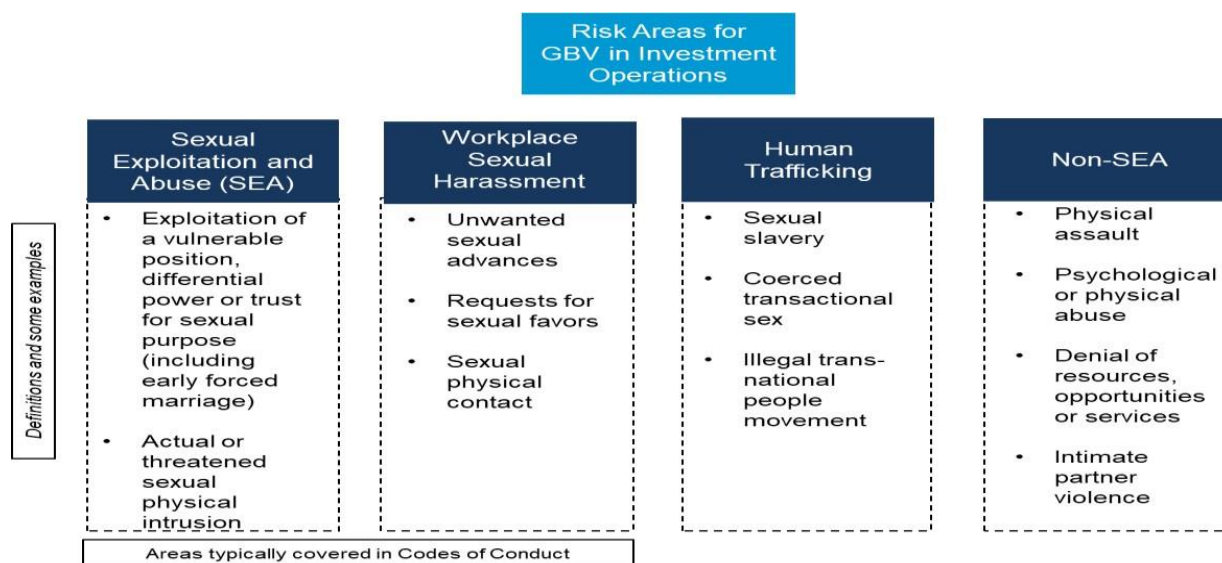 Risk Areas for
GBV in Investment
Operations
Sexual
Exploitation and
Abuse (SEA)
Workplace
Sexual
Harassment
Human
Trafficking
Non-SEA
Definitions and some examples
• Exploitation of
a vulnerable
position,
differential
power or trust
for sexual
purpose
(including
early forced
marriage)
• Actual or
threatened
sexual
physical
intrusion
• Unwanted
sexual
advances
• Requests for
sexual favors
• Sexual
physical
contact
• Sexual
slavery
• Coerced
transactional
sex
• Illegal trans-
national
people
movement
• Physical
assault
• Psychological
or physical
abuse
• Denial of
resources,
opportunities
or services
• Intimate
partner
violence
Areas typically covered in Codes of Conduct